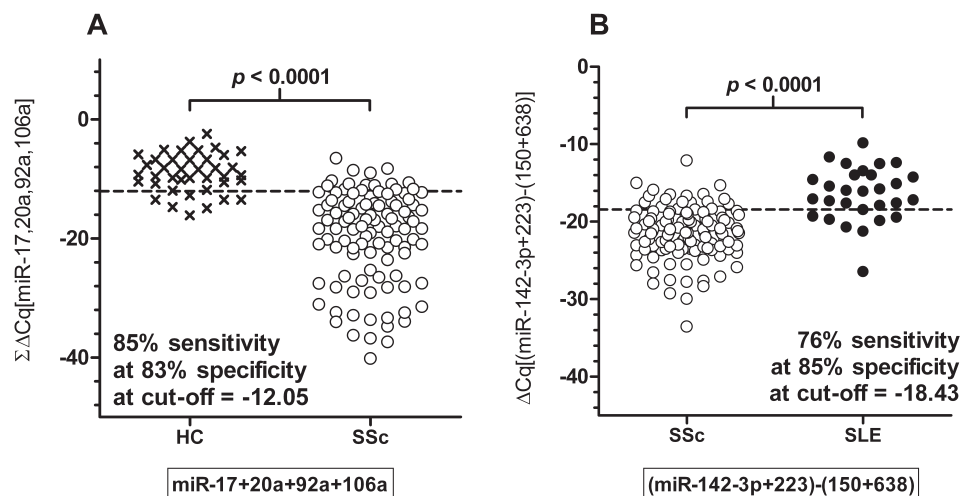 A
ΣΔCq[miR-17,20a,92a,106a]
0
-20
-40
p < 0.0001
85% sensitivity
at 83% specificity
at cut-off = -12.05
HC
SSc
miR-17+20a+92a+106a
B
ΔCq[(miR-142-3p+223)-(150+638)]
0
-10
-20
-30
-40
p < 0.0001
76% sensitivity
at 85% specificity
at cut-off = -18.43
SSc
SLE
(miR-142-3p+223)-(150+638)